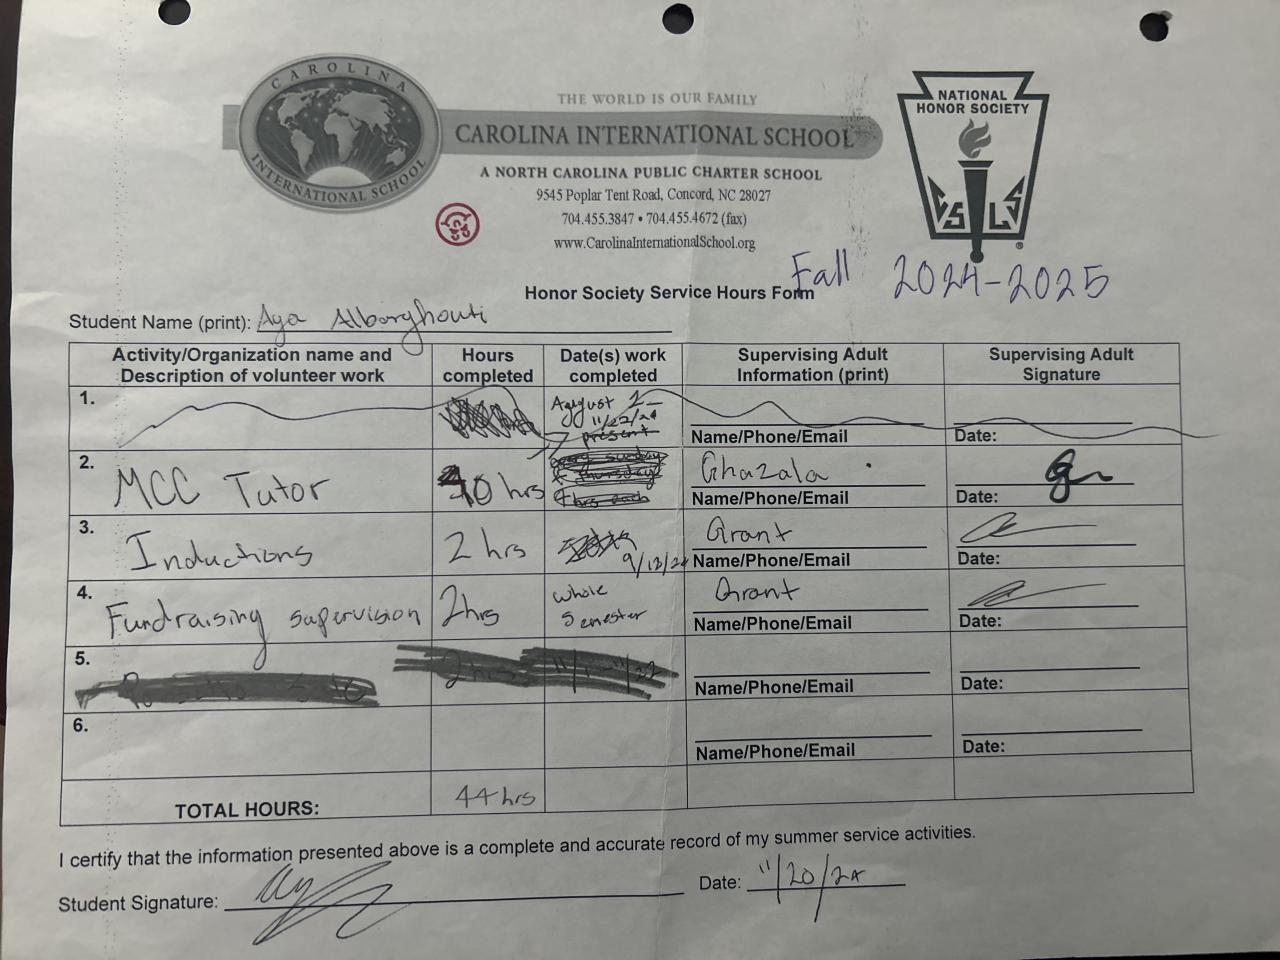 CAROLINA
INTERNATIONAL SCHOOL
THE WORLD IS OUR FAMILY
CAROLINA INTERNATIONAL SCHOOL
A NORTH CAROLINA PUBLIC CHARTER SCHOOL
9545 Poplar Tent Road, Concord, NC 28027
704.455.3847 • 704.455.4672 (fax)
www.CarolinaInternationalSchool.org
NATIONAL
HONOR SOCIETY
C S L S
®
Fall 2024-2025
Honor Society Service Hours Form
Student Name (print): Aya Alborghouti
Activity/Organization name and
Description of volunteer work
Hours
completed
Date(s) work
completed
Supervising Adult
Information (print)
Supervising Adult
Signature
1.
August 2-
11/22/24
present
Name/Phone/Email
Date:
2.
MCC Tutor
40 hrs
Ghazala
Name/Phone/Email
Date:
3.
Inductions
2 hrs
9/12/24
Grant
Name/Phone/Email
Date:
4.
Fundraising supervision
2hrs
whole
semester
Grant
Name/Phone/Email
Date:
5.
Name/Phone/Email
Date:
6.
Name/Phone/Email
Date:
TOTAL HOURS:
44 hrs
I certify that the information presented above is a complete and accurate record of my summer service activities.
Student Signature:
Date: 11/20/24